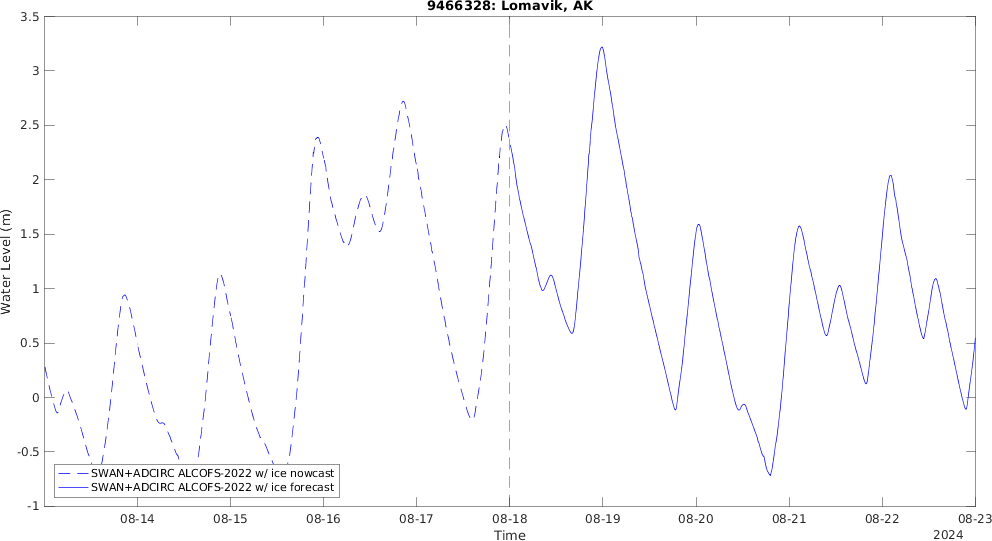 9466328: Lomavik, AK
3.5
3
2.5
2
1.5
1
0.5
0
-0.5
-1
Water Level (m)
SWAN+ADCIRC ALCOFS-2022 w/ ice nowcast
SWAN+ADCIRC ALCOFS-2022 w/ ice forecast
08-14 08-15 08-16 08-17 08-18 08-19 08-20 08-21 08-22 08-23
Time
2024